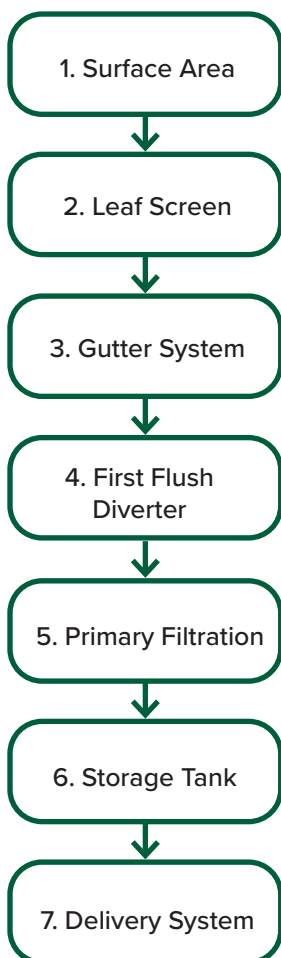 1. Surface Area
2. Leaf Screen
3. Gutter System
4. First Flush
Diverter
5. Primary Filtration
6. Storage Tank
7. Delivery System